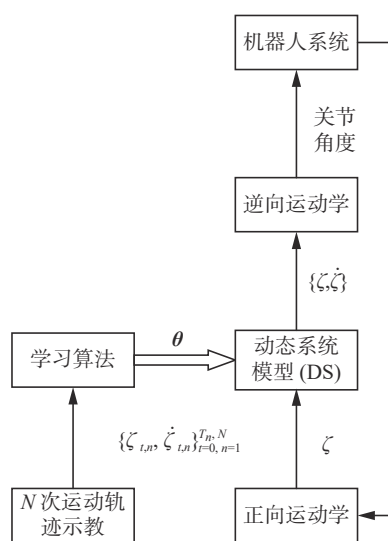 机器人系统
关节
角度
逆向运动学
{ζ,ζ̇}
θ
学习算法
动态系统
模型 (DS)
{ζ_{t,n}, ζ̇_{t,n}}_{t=0, n=1}^{T_n, N}
ζ
N 次运动轨
迹示教
正向运动学